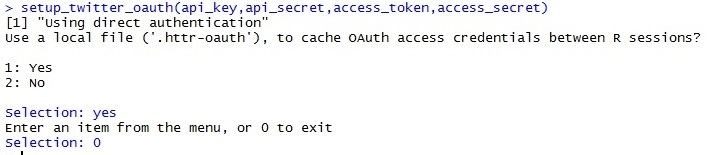 > setup_twitter_oauth(api_key,api_secret,access_token,access_secret)
[1] "Using direct authentication"
Use a local file ('.httr-oauth'), to cache OAuth access credentials between R sessions?
1: Yes
2: No
Selection: yes
Enter an item from the menu, or 0 to exit
Selection: 0